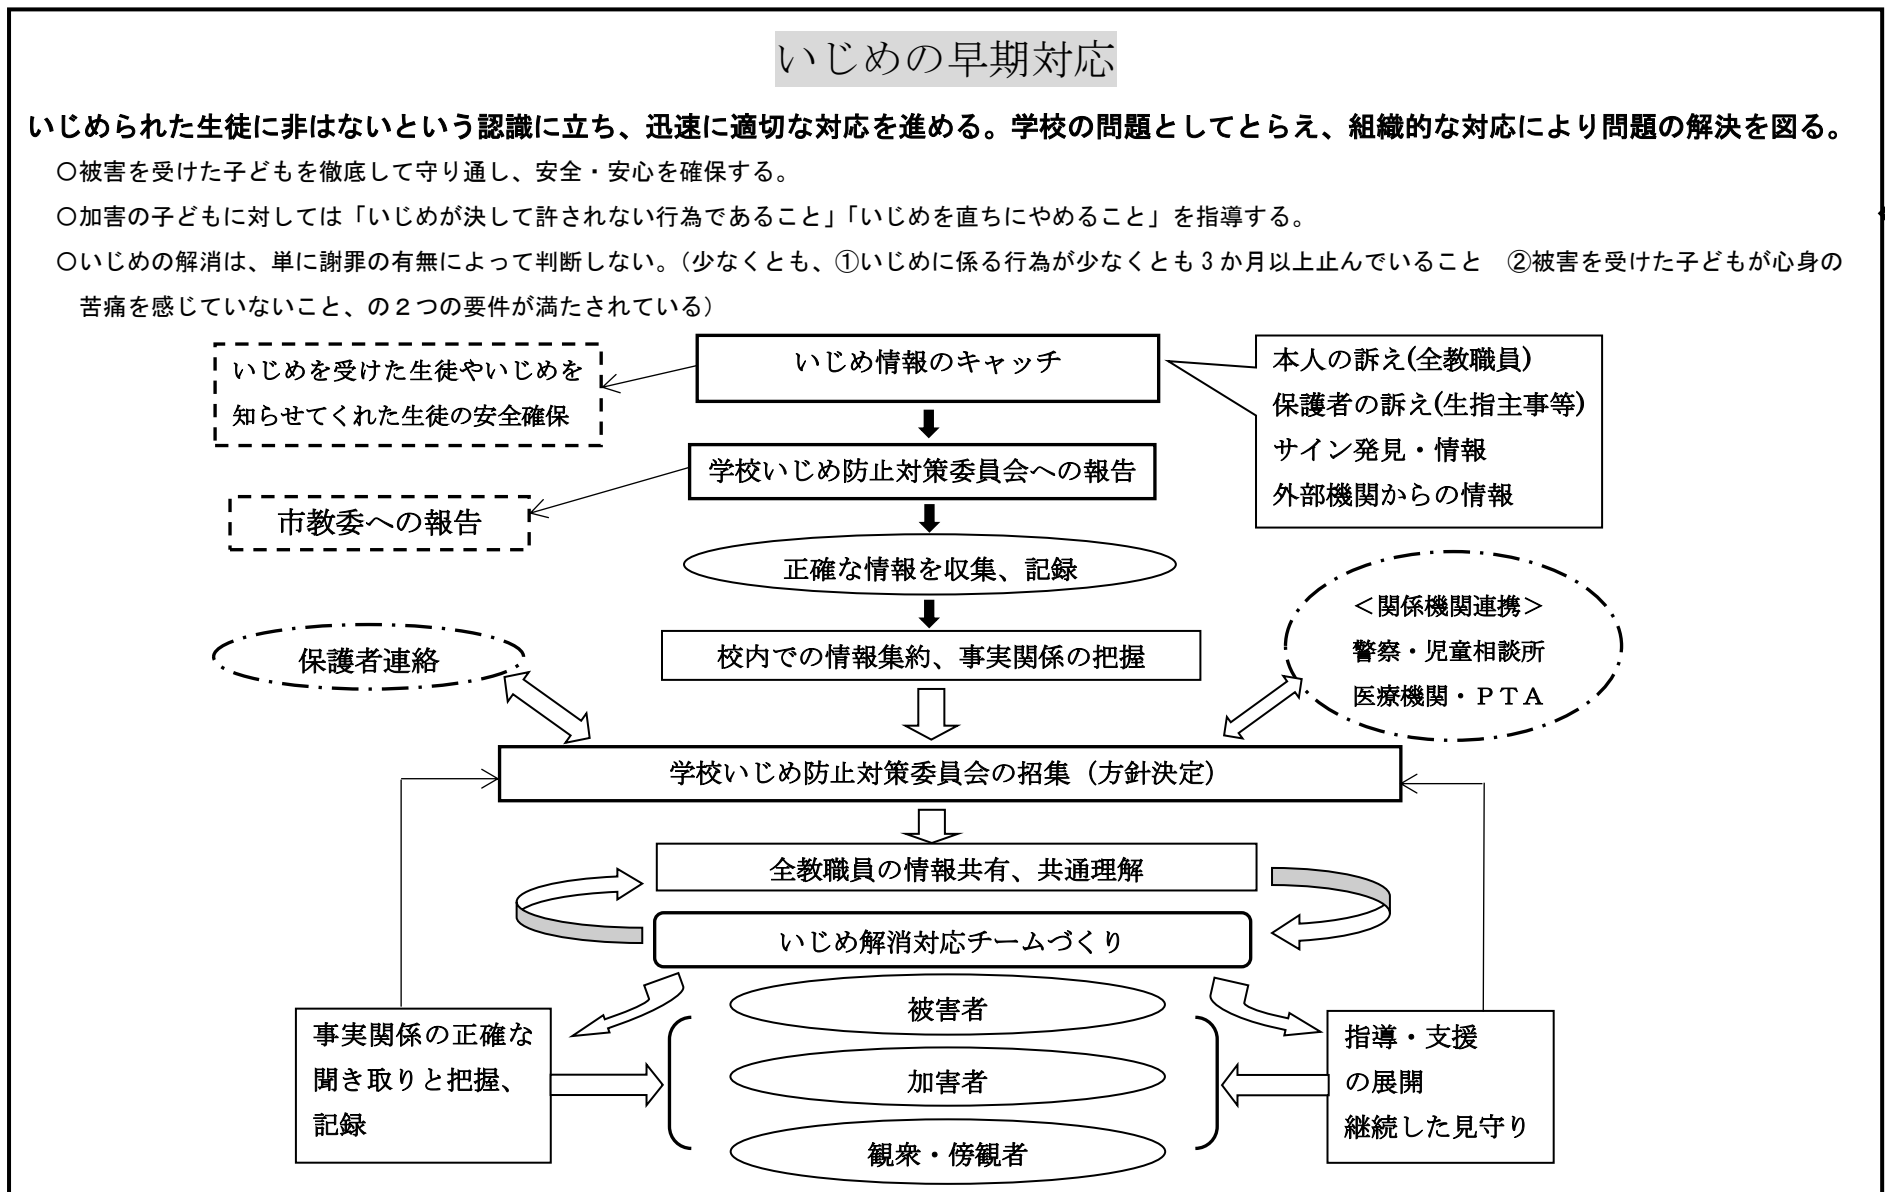 いじめの早期対応
いじめられた生徒に非はないという認識に立ち、迅速に適切な対応を進める。学校の問題としてとらえ、組織的な対応により問題の解決を図る。
○被害を受けた子どもを徹底して守り通し、安全・安心を確保する。
○加害の子どもに対しては「いじめが決して許されない行為であること」「いじめを直ちにやめること」を指導する。
○いじめの解消は、単に謝罪の有無によって判断しない。（少なくとも、①いじめに係る行為が少なくとも3か月以上止んでいること　②被害を受けた子どもが心身の
苦痛を感じていないこと、の２つの要件が満たされている）
いじめ情報のキャッチ
いじめを受けた生徒やいじめを
知らせてくれた生徒の安全確保
本人の訴え(全教職員)
保護者の訴え(生指主事等)
サイン発見・情報
外部機関からの情報
学校いじめ防止対策委員会への報告
市教委への報告
正確な情報を収集、記録
＜関係機関連携＞
警察・児童相談所
医療機関・ＰＴＡ
保護者連絡
校内での情報集約、事実関係の把握
学校いじめ防止対策委員会の招集（方針決定）
全教職員の情報共有、共通理解
いじめ解消対応チームづくり
被害者
加害者
観衆・傍観者
事実関係の正確な
聞き取りと把握、
記録
指導・支援
の展開
継続した見守り